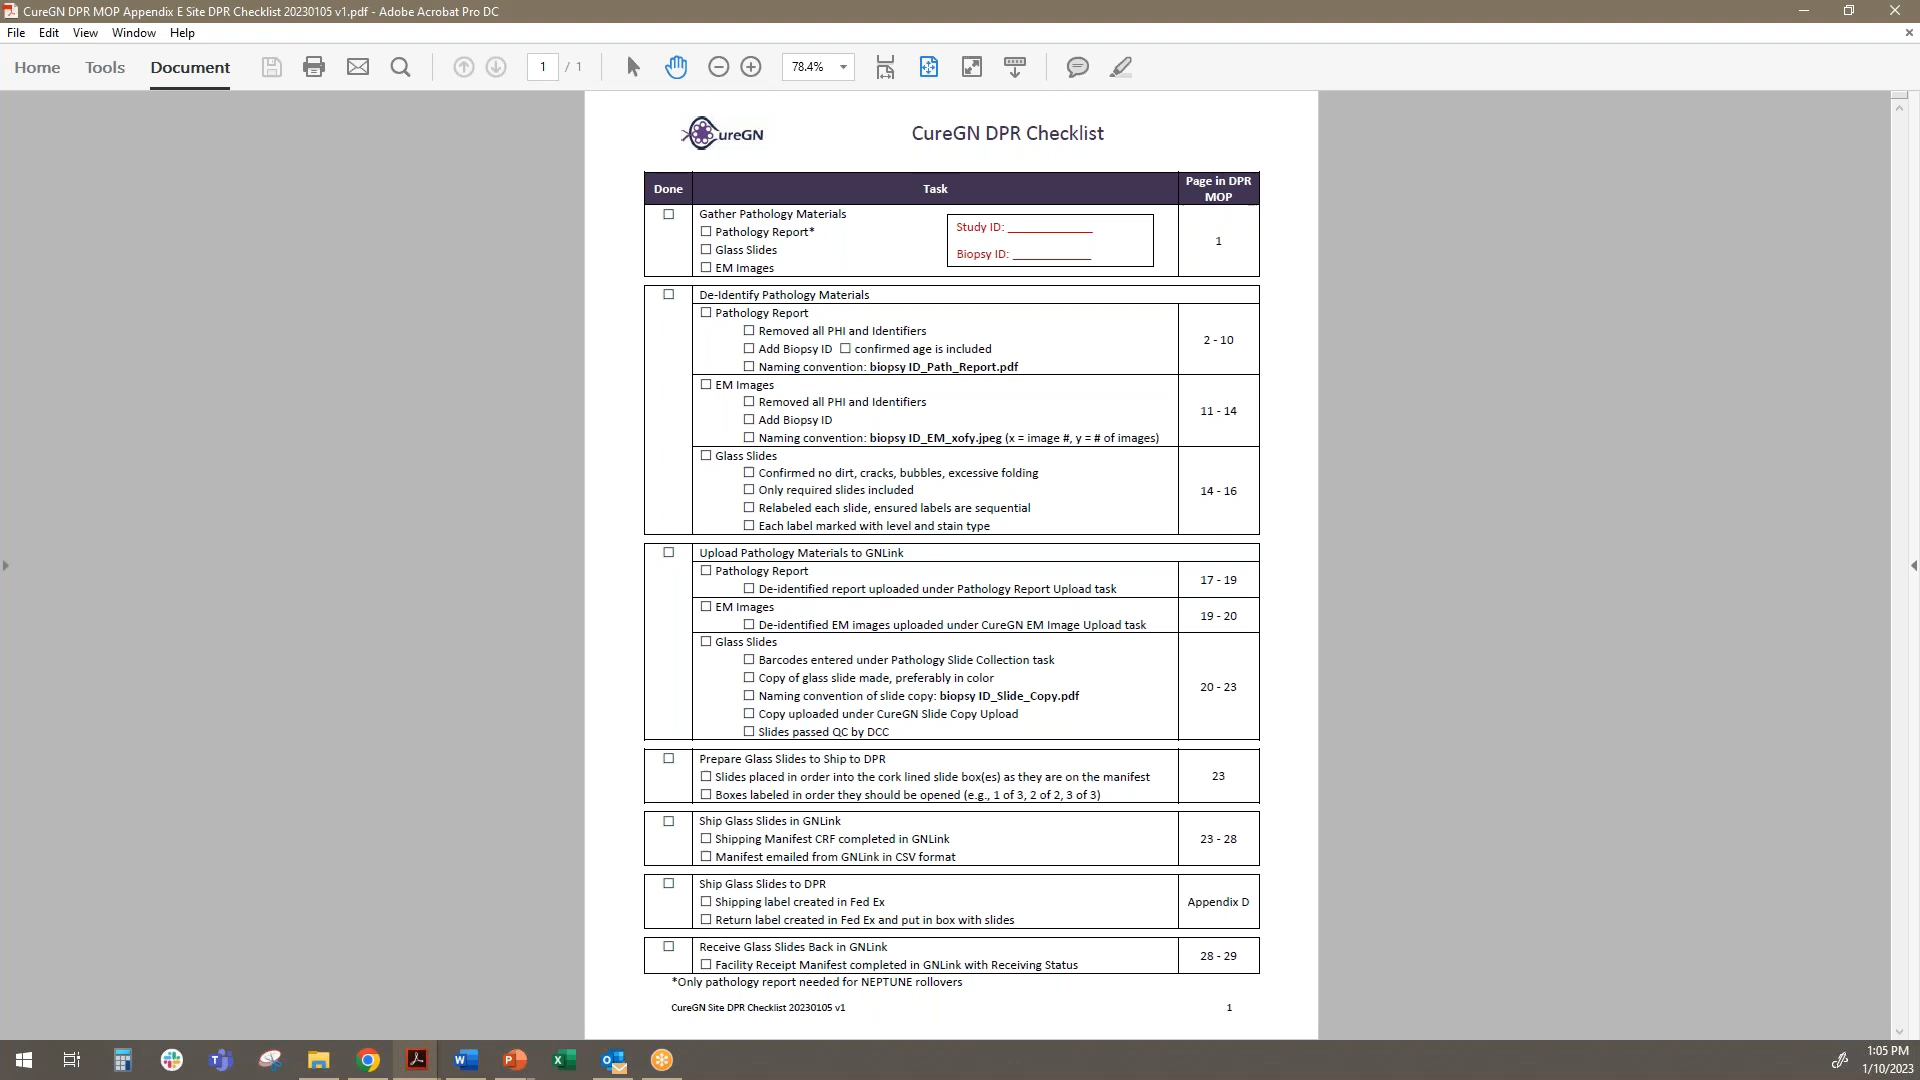 CureGN DPR MOP Appendix E Site DPR Checklist 20230105 v1.pdf - Adobe Acrobat Pro DC
File Edit View Window Help
Home Tools Document 1 / 1 78.4%
CureGN CureGN DPR Checklist
Done Task Page in DPR MOP
Gather Pathology Materials
Pathology Report*
Glass Slides
EM Images
Study ID: ______________
Biopsy ID: _____________
1
De-Identify Pathology Materials
Pathology Report
Removed all PHI and Identifiers
Add Biopsy ID ☐ confirmed age is included
Naming convention: biopsy ID_Path_Report.pdf
2 - 10
EM Images
Removed all PHI and Identifiers
Add Biopsy ID
Naming convention: biopsy ID_EM_xofy.jpeg (x = image #, y = # of images)
11 - 14
Glass Slides
Confirmed no dirt, cracks, bubbles, excessive folding
Only required slides included
Relabeled each slide, ensured labels are sequential
Each label marked with level and stain type
14 - 16
Upload Pathology Materials to GNLink
Pathology Report
De-identified report uploaded under Pathology Report Upload task
17 - 19
EM Images
De-identified EM images uploaded under CureGN EM Image Upload task
19 - 20
Glass Slides
Barcodes entered under Pathology Slide Collection task
Copy of glass slide made, preferably in color
Naming convention of slide copy: biopsy ID_Slide_Copy.pdf
Copy uploaded under CureGN Slide Copy Upload
Slides passed QC by DCC
20 - 23
Prepare Glass Slides to Ship to DPR
Slides placed in order into the cork lined slide box(es) as they are on the manifest
Boxes labeled in order they should be opened (e.g., 1 of 3, 2 of 2, 3 of 3)
23
Ship Glass Slides in GNLink
Shipping Manifest CRF completed in GNLink
Manifest emailed from GNLink in CSV format
23 - 28
Ship Glass Slides to DPR
Shipping label created in Fed Ex
Return label created in Fed Ex and put in box with slides
Appendix D
Receive Glass Slides Back in GNLink
Facility Receipt Manifest completed in GNLink with Receiving Status
28 - 29
*Only pathology report needed for NEPTUNE rollovers
CureGN Site DPR Checklist 20230105 v1 1
1:05 PM
1/10/2023